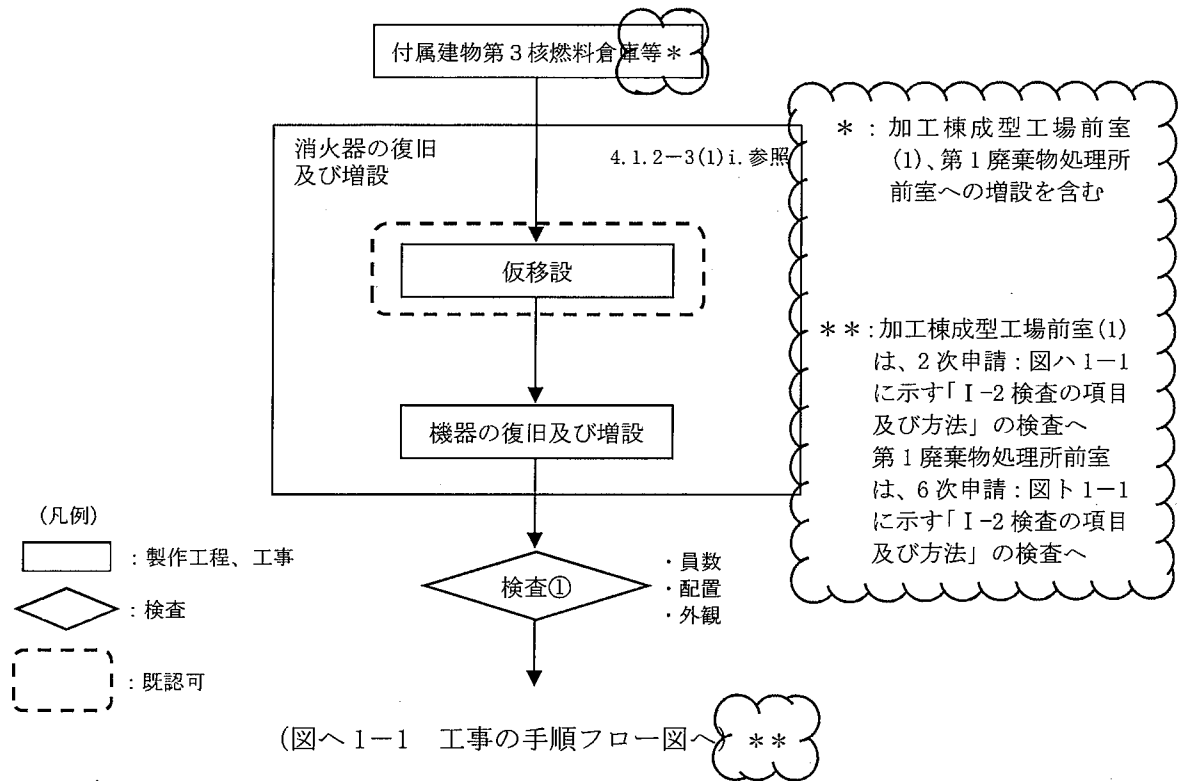 付属建物第3核燃料倉庫等*
消火器の復旧
及び増設
4.1.2-3(1)i.参照
仮移設
機器の復旧及び増設
検査①
・員数
・配置
・外観
(図ヘ1-1 工事の手順フロー図へ) **
(凡例)
:製作工程、工事
:検査
:既認可
*:加工棟成型工場前室
(1)、第1廃棄物処理所
前室への増設を含む
**:加工棟成型工場前室(1)
は、2次申請:図ハ1-1
に示す「Ⅰ-2検査の項目
及び方法」の検査へ
第1廃棄物処理所前室
は、6次申請:図ト1-1
に示す「Ⅰ-2検査の項目
及び方法」の検査へ